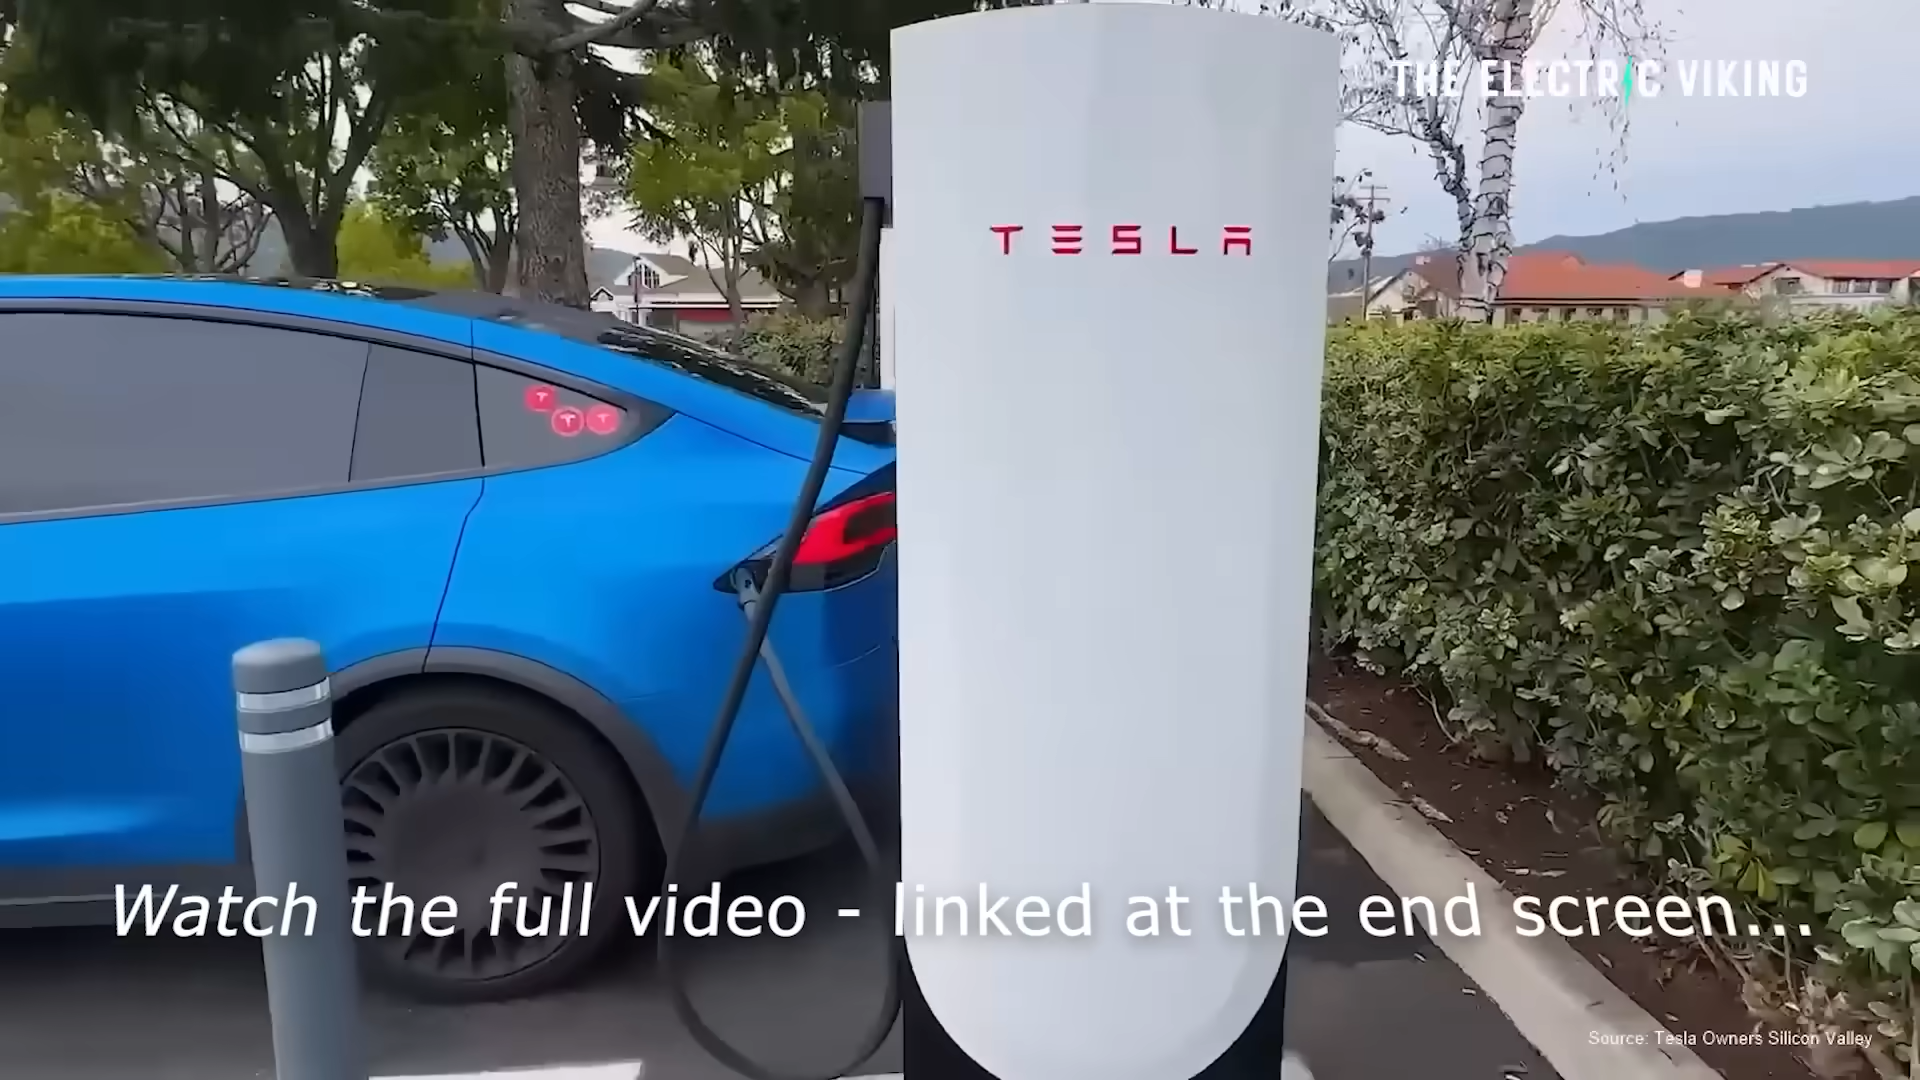 THE ELECTRIC VIKING
TESLA
Watch the full video - linked at the end screen...
Source: Tesla Owners Silicon Valley